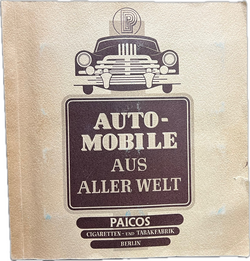 P
AUTO-
MOBILE
AUS
ALLER WELT
PAICOS
CIGARETTEN- UND TABAKFABRIK
BERLIN